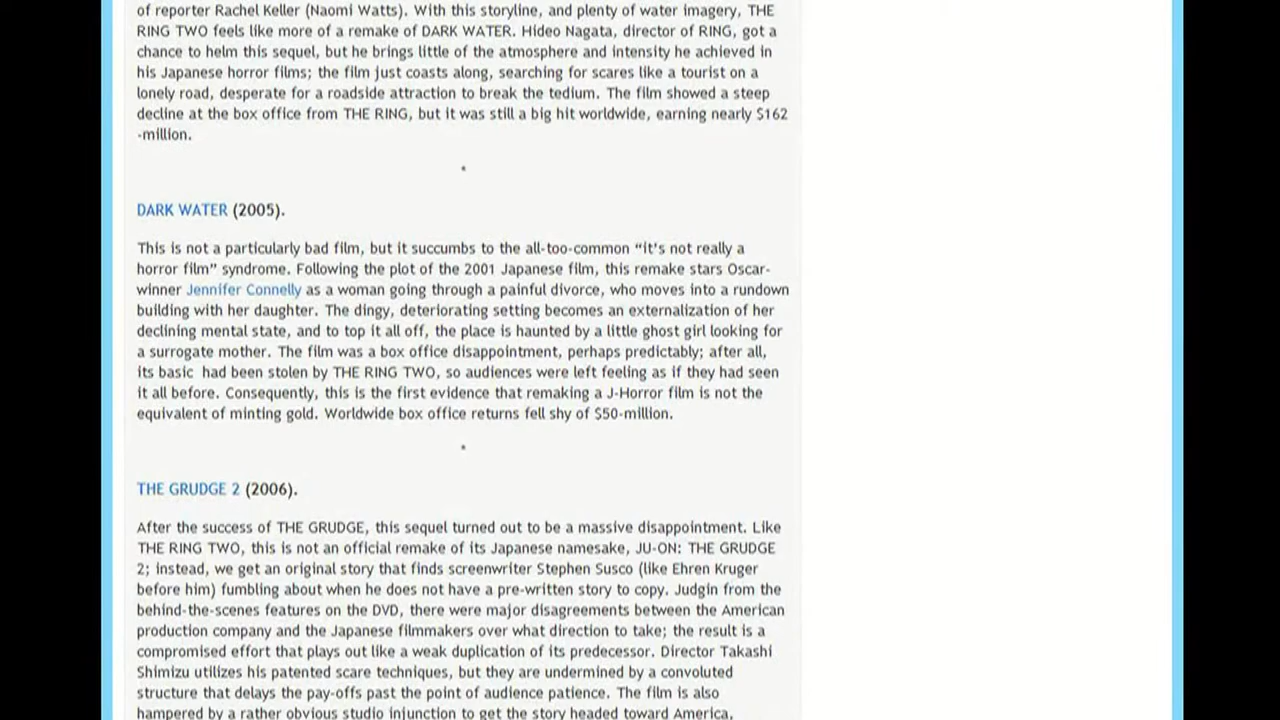 of reporter Rachel Keller (Naomi Watts). With this storyline, and plenty of water imagery, THE
RING TWO feels like more of a remake of DARK WATER. Hideo Nagata, director of RING, got a
chance to helm this sequel, but he brings little of the atmosphere and intensity he achieved in
his Japanese horror films; the film just coasts along, searching for scares like a tourist on a
lonely road, desperate for a roadside attraction to break the tedium. The film showed a steep
decline at the box office from THE RING, but it was still a big hit worldwide, earning nearly $162
-million.
*
DARK WATER (2005).
This is not a particularly bad film, but it succumbs to the all-too-common “it's not really a
horror film” syndrome. Following the plot of the 2001 Japanese film, this remake stars Oscar-
winner Jennifer Connelly as a woman going through a painful divorce, who moves into a rundown
building with her daughter. The dingy, deteriorating setting becomes an externalization of her
declining mental state, and to top it all off, the place is haunted by a little ghost girl looking for
a surrogate mother. The film was a box office disappointment, perhaps predictably; after all,
its basic had been stolen by THE RING TWO, so audiences were left feeling as if they had seen
it all before. Consequently, this is the first evidence that remaking a J-Horror film is not the
equivalent of minting gold. Worldwide box office returns fell shy of $50-million.
*
THE GRUDGE 2 (2006).
After the success of THE GRUDGE, this sequel turned out to be a massive disappointment. Like
THE RING TWO, this is not an official remake of its Japanese namesake, JU-ON: THE GRUDGE
2; instead, we get an original story that finds screenwriter Stephen Susco (like Ehren Kruger
before him) fumbling about when he does not have a pre-written story to copy. Judgin from the
behind-the-scenes features on the DVD, there were major disagreements between the American
production company and the Japanese filmmakers over what direction to take; the result is a
compromised effort that plays out like a weak duplication of its predecessor. Director Takashi
Shimizu utilizes his patented scare techniques, but they are undermined by a convoluted
structure that delays the pay-offs past the point of audience patience. The film is also
hampered by a rather obvious studio injunction to get the story headed toward America,